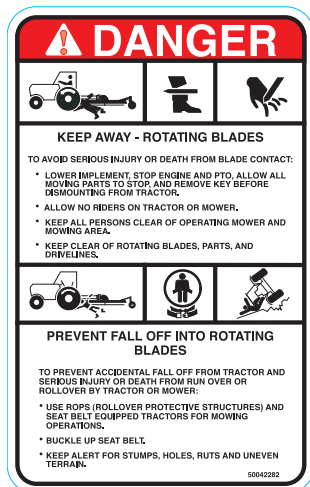 DANGER
KEEP AWAY - ROTATING BLADES
TO AVOID SERIOUS INJURY OR DEATH FROM BLADE CONTACT:
• LOWER IMPLEMENT, STOP ENGINE AND PTO, ALLOW ALL
MOVING PARTS TO STOP, AND REMOVE KEY BEFORE
DISMOUNTING FROM TRACTOR.
• ALLOW NO RIDERS ON TRACTOR OR MOWER.
• KEEP ALL PERSONS CLEAR OF OPERATING MOWER AND
MOWING AREA.
• KEEP CLEAR OF ROTATING BLADES, PARTS, AND
DRIVELINES.
PREVENT FALL OFF INTO ROTATING
BLADES
TO PREVENT ACCIDENTAL FALL OFF FROM TRACTOR AND
SERIOUS INJURY OR DEATH FROM RUN OVER OR
ROLLOVER BY TRACTOR OR MOWER:
• USE ROPS (ROLLOVER PROTECTIVE STRUCTURES) AND
SEAT BELT EQUIPPED TRACTORS FOR MOWING
OPERATIONS.
• BUCKLE UP SEAT BELT.
• KEEP ALERT FOR STUMPS, HOLES, RUTS AND UNEVEN
TERRAIN.
50042282